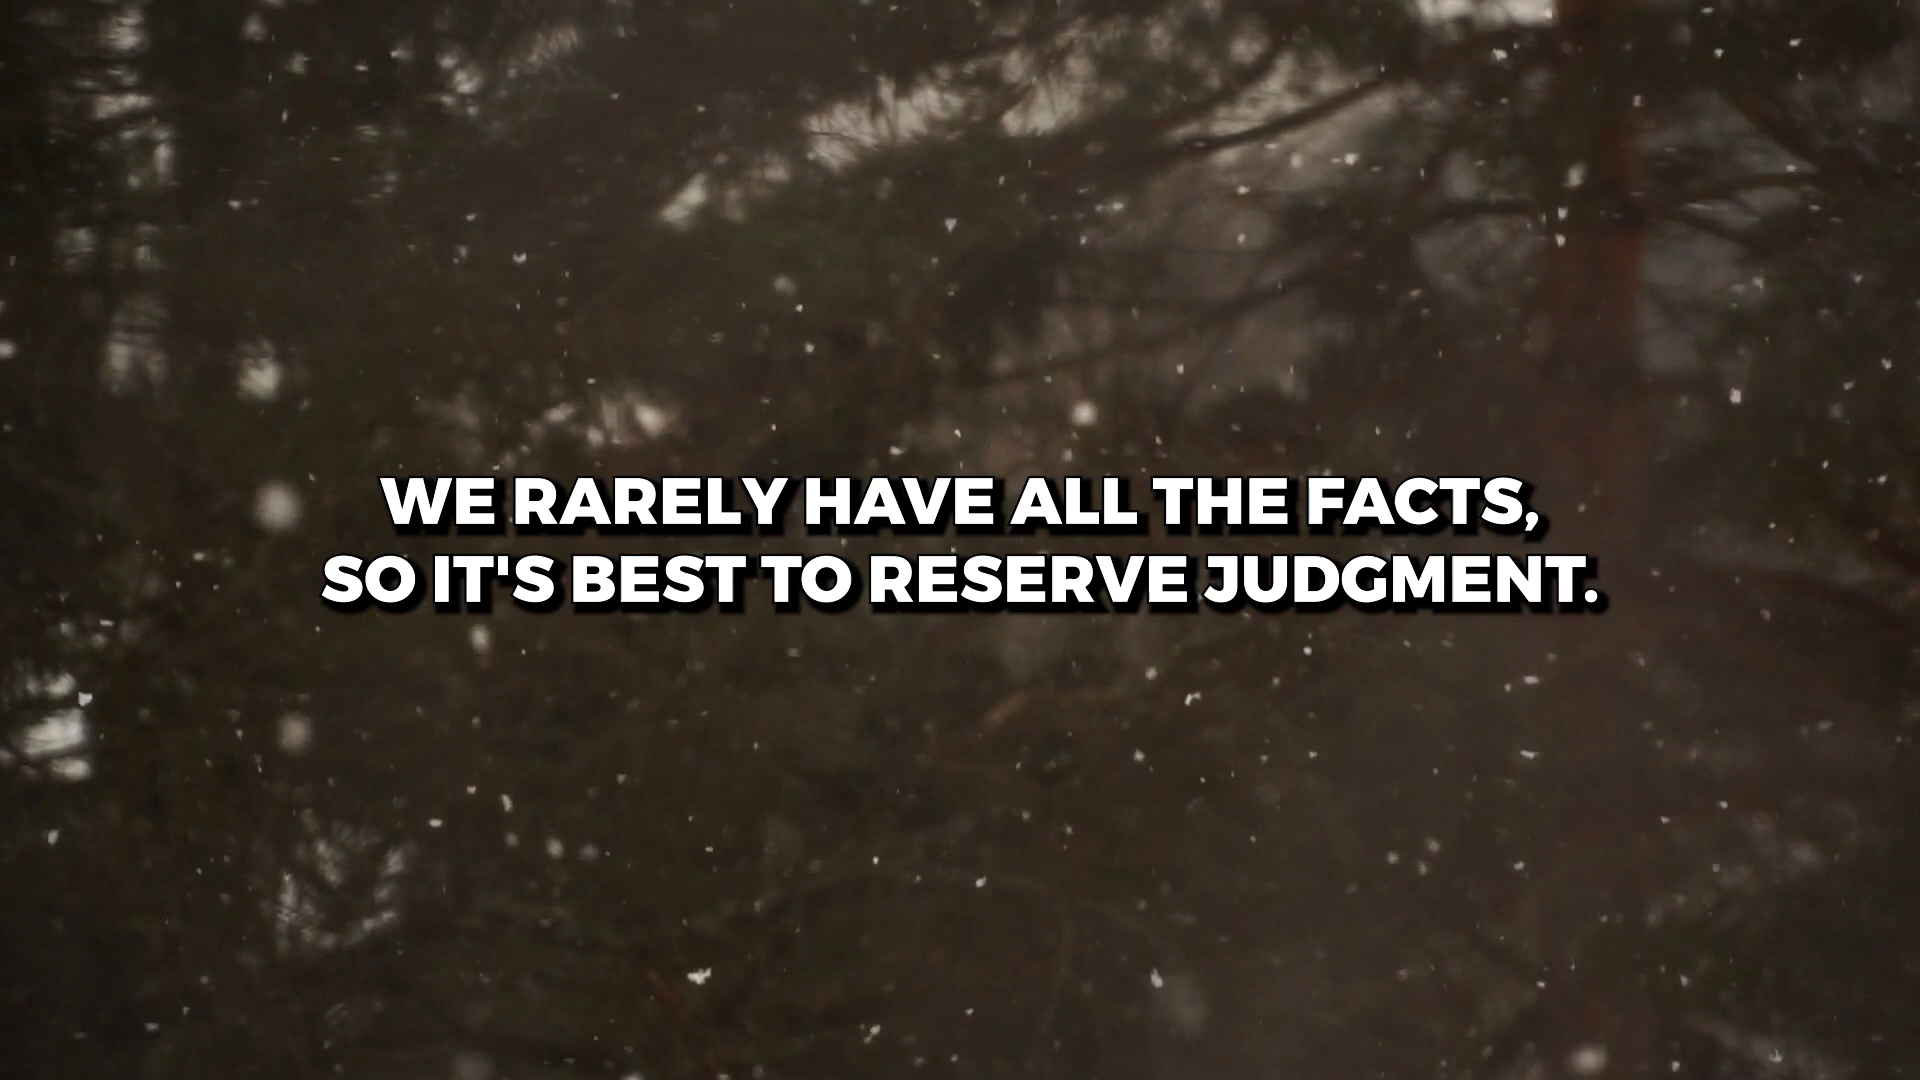 WE RARELY HAVE ALL THE FACTS,
SO IT'S BEST TO RESERVE JUDGMENT.